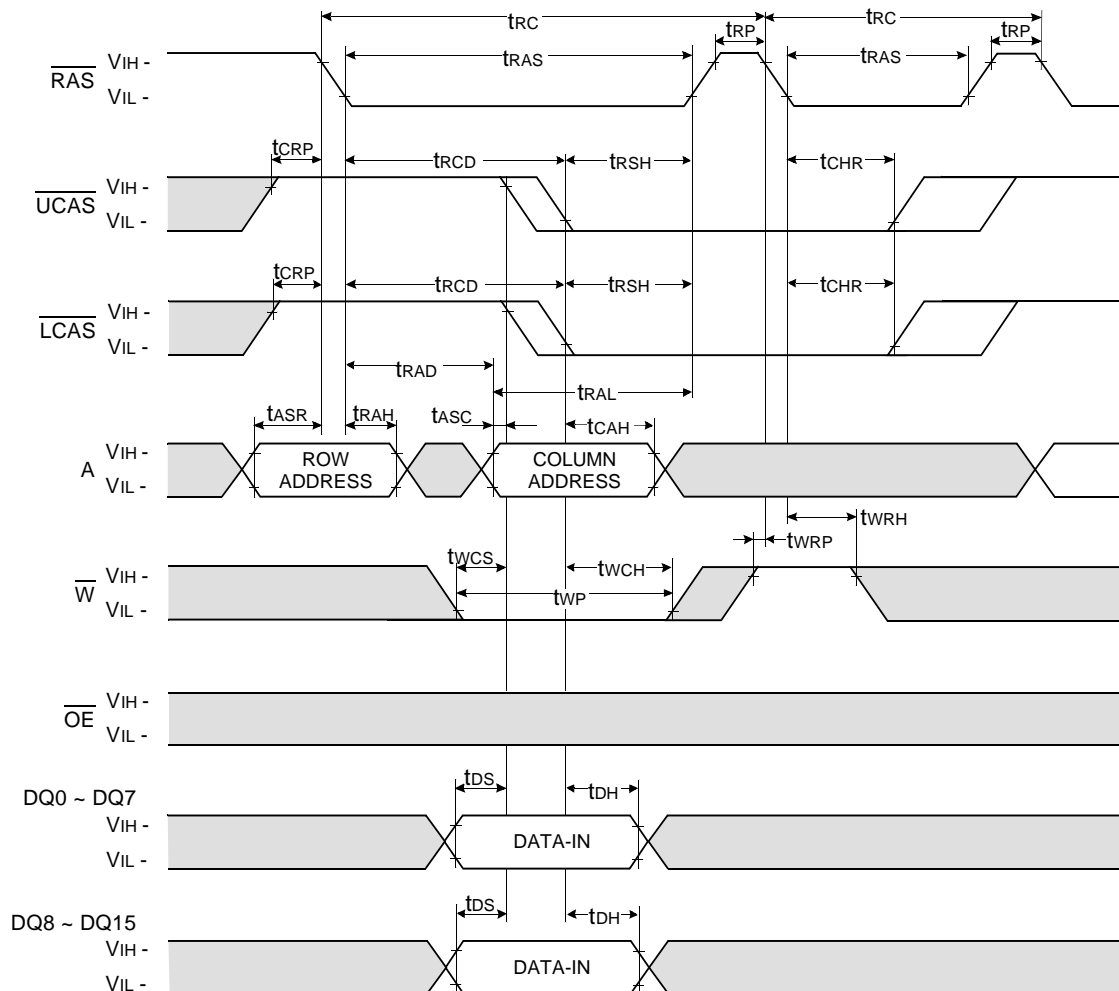 tRC tRC
tRP tRP
RAS VIH - tRAS tRAS
VIL -
tCRP tRCD tRSH tCHR
UCAS VIH -
VIL -
tCRP tRCD tRSH tCHR
LCAS VIH -
VIL -
tRAD
tRAL
tASR tRAH tASC tCAH
A VIH - ROW ADDRESS COLUMN ADDRESS
VIL -
tWRH
tWRP
tWCS tWCH
W VIH -
tWP
VIL -
OE VIH -
VIL -
tDS tDH
DQ0 ~ DQ7
VIH -
DATA-IN
VIL -
tDS tDH
DQ8 ~ DQ15
VIH -
DATA-IN
VIL -